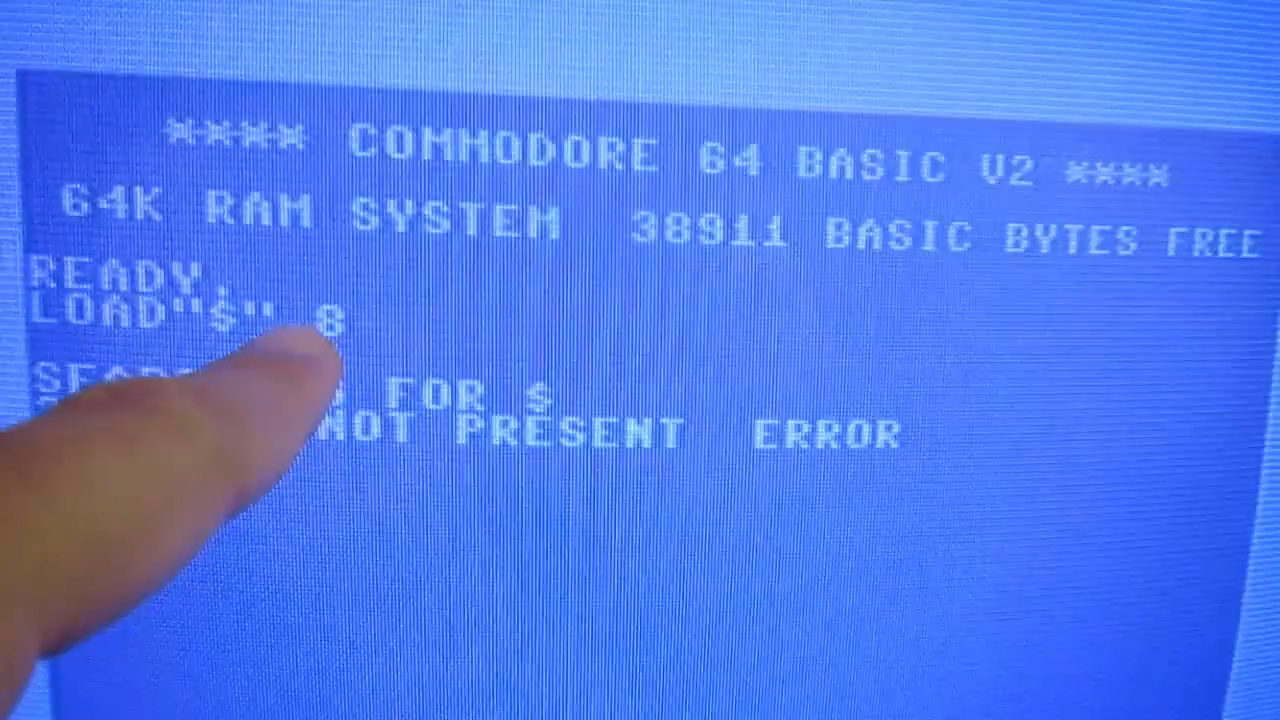 **** COMMODORE 64 BASIC V2 ****
64K RAM SYSTEM 38911 BASIC BYTES FREE
READY.
LOAD"$" 8
FOR $
NOT PRESENT ERROR